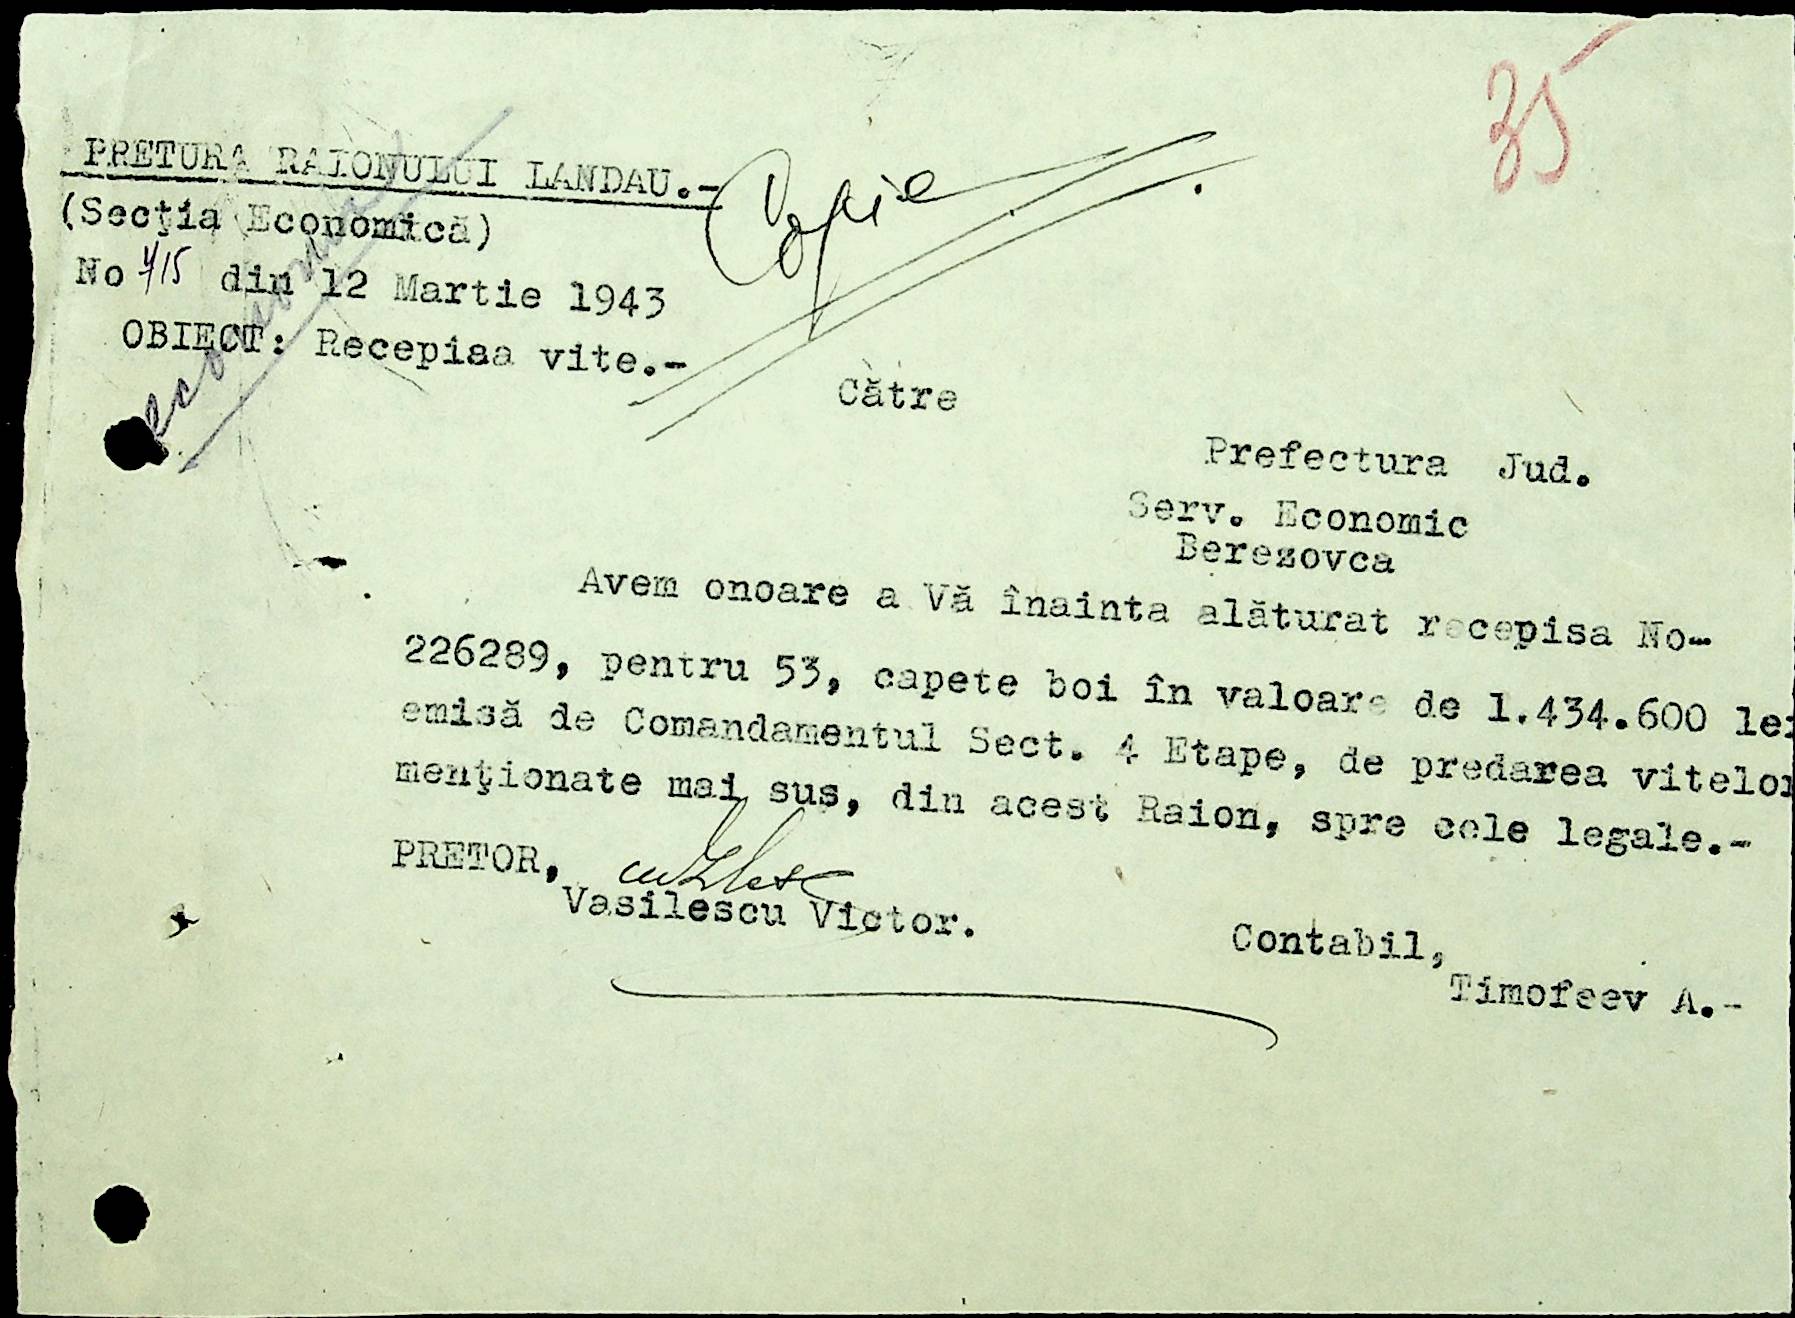 35
PRETURA RAIONULUI LANDAU.-
Copie
(Secţia Economică)
No 715 din 12 Martie 1943
OBIECT: Recepiaa vite.-
economic
Către
Prefectura Jud.
Serv. Economic
Berezovca
Avem onoare a Vă înainta alăturat recepisa No-
226289, pentru 53, capete boi în valoare de 1.434.600 lei
emisă de Comandamentul Sect. 4 Etape, de predarea vitelor
menţionate mai sus, din acest Raion, spre cele legale.-
PRETOR,
Vasilescu Victor.
Contabil,
Timofeev A.-